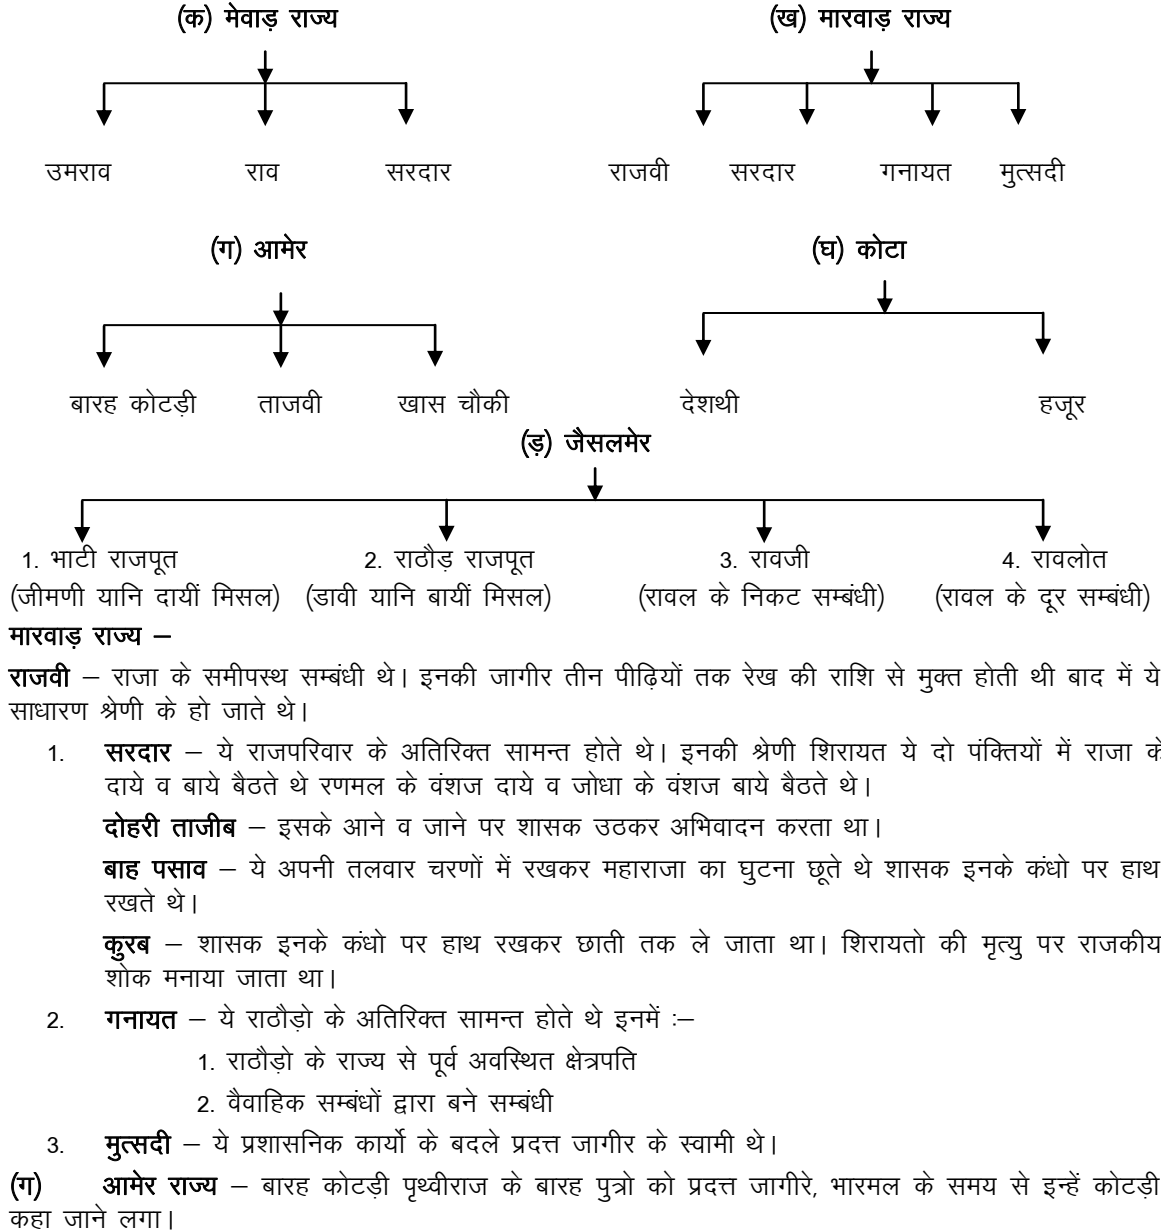 (क) मेवाड़ राज्य (ख) मारवाड़ राज्य
उमराव राव सरदार राजवी सरदार गनायत मुत्सदी
(ग) आमेर (घ) कोटा
बारह कोटड़ी ताजवी खास चौकी देशथी हजूर
(ड़) जैसलमेर
1. भाटी राजपूत 2. राठौड़ राजपूत 3. रावजी 4. रावलोत
(जीमणी यानि दायीं मिसल) (डावी यानि बायीं मिसल) (रावल के निकट सम्बंधी) (रावल के दूर सम्बंधी)
मारवाड़ राज्य –
राजवी – राजा के समीपस्थ सम्बंधी थे। इनकी जागीर तीन पीढ़ियों तक रेख की राशि से मुक्त होती थी बाद में ये
साधारण श्रेणी के हो जाते थे।
1. सरदार – ये राजपरिवार के अतिरिक्त सामन्त होते थे। इनकी श्रेणी शिरायत ये दो पंक्तियों में राजा के
दाये व बाये बैठते थे रणमल के वंशज दाये व जोधा के वंशज बाये बैठते थे।
दोहरी ताजीब – इसके आने व जाने पर शासक उठकर अभिवादन करता था।
बाह पसाव – ये अपनी तलवार चरणों में रखकर महाराजा का घुटना छूते थे शासक इनके कंधो पर हाथ
रखते थे।
कुरब – शासक इनके कंधो पर हाथ रखकर छाती तक ले जाता था। शिरायतो की मृत्यु पर राजकीय
शोक मनाया जाता था।
2. गनायत – ये राठौड़ो के अतिरिक्त सामन्त होते थे इनमें :–
1. राठौड़ो के राज्य से पूर्व अवस्थित क्षेत्रपति
2. वैवाहिक सम्बंधों द्वारा बने सम्बंधी
3. मुत्सदी – ये प्रशासनिक कार्यो के बदले प्रदत्त जागीर के स्वामी थे।
(ग) आमेर राज्य – बारह कोटड़ी पृथ्वीराज के बारह पुत्रो को प्रदत्त जागीरे, भारमल के समय से इन्हें कोटड़ी
कहा जाने लगा।